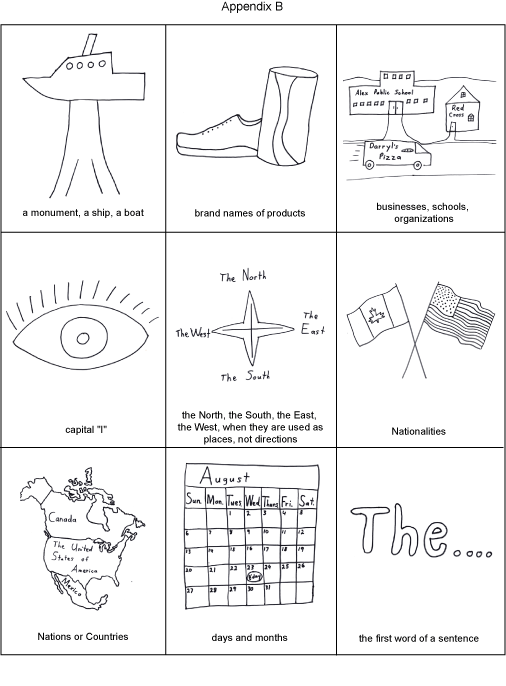 Appendix B
a monument, a ship, a boat
brand names of products
Alex Public School
Red
Cross
Darryl's
Pizza
businesses, schools,
organizations
capital "I"
The North
The West
The
East
The South
the North, the South, the East,
the West, when they are used as
places, not directions
Nationalities
Canada
The United
States of
America
Mexico
Nations or Countries
August
Sun. Mon. Tues. Wed. Thurs. Fri. Sat.
1 2 3 4 5
6 7 8 9 10 11 12
13 14 15 16 17 18 19
20 21 22 23 24 25 26
27 28 29 30 31
days and months
The....
the first word of a sentence